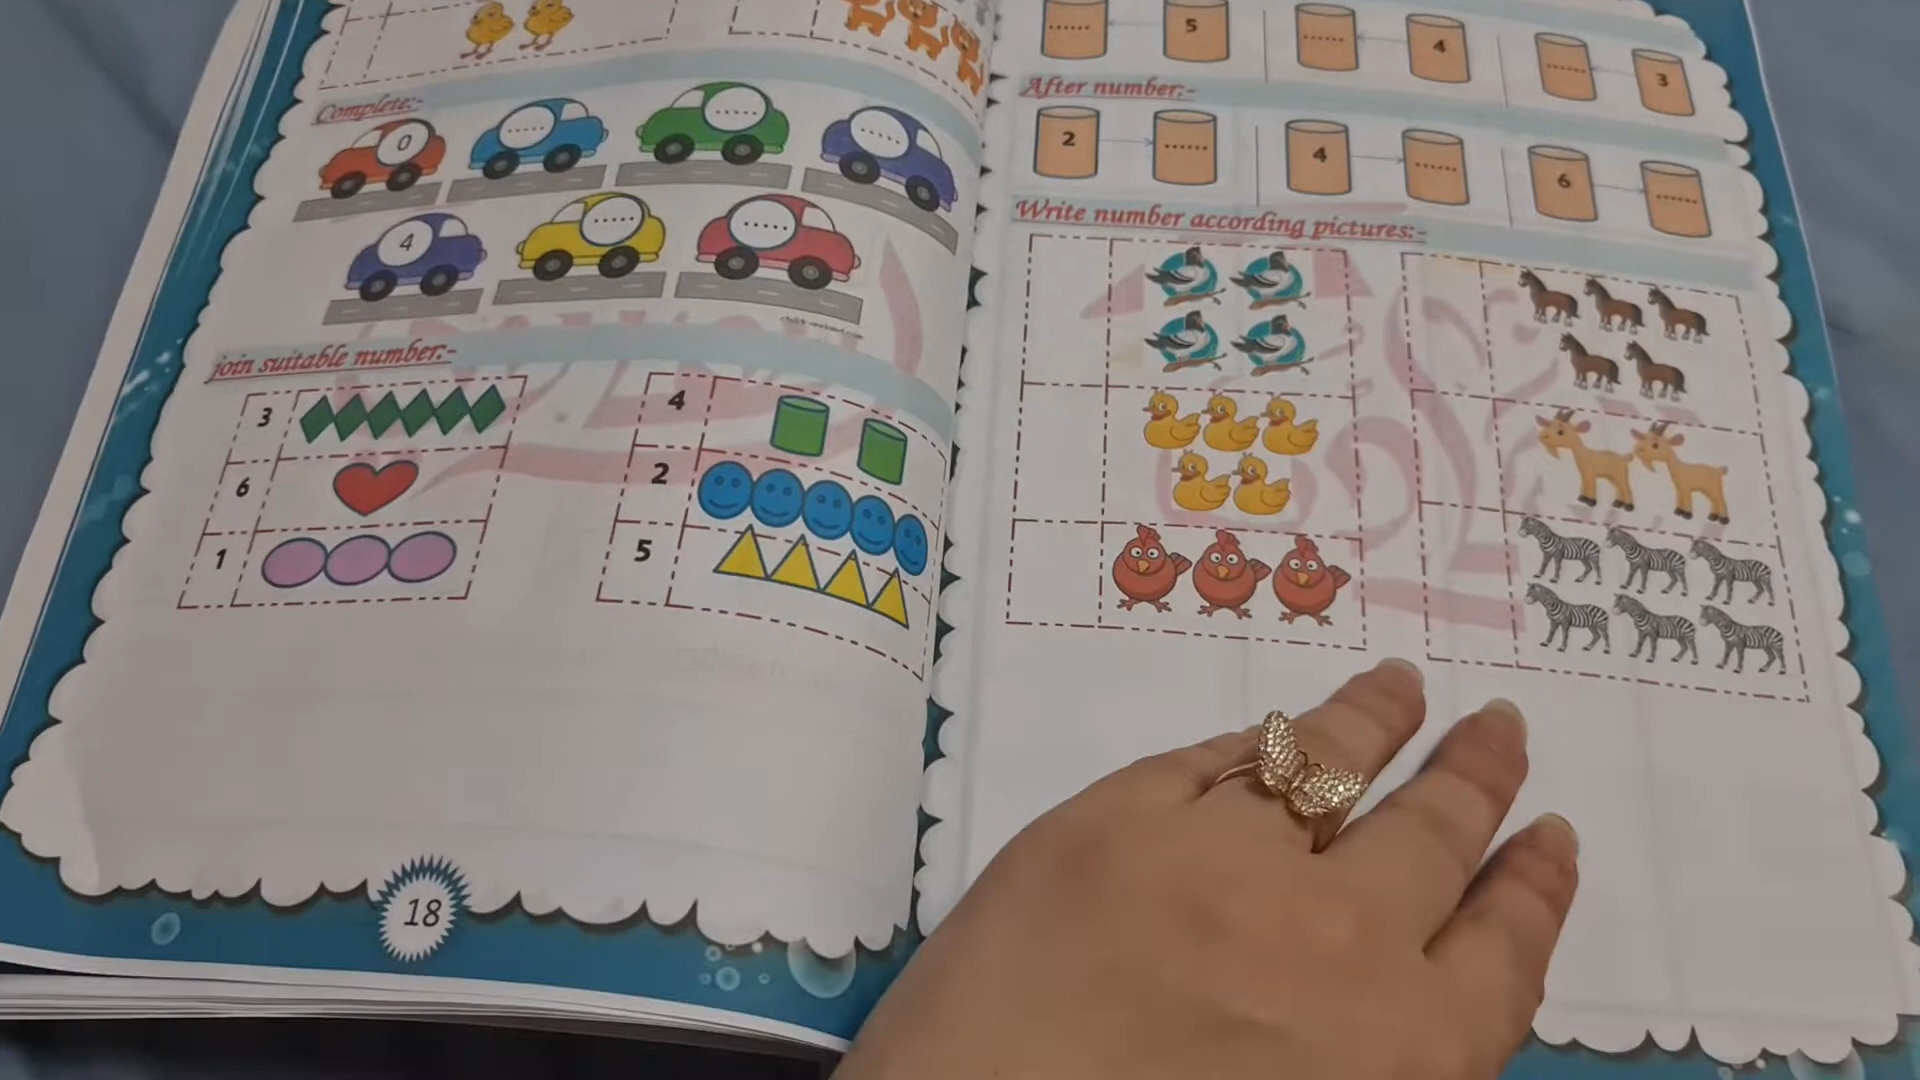 Complete:-
0 ..... ..... .....
4 ..... .....
join suitable number:-
3
6
1
4
2
5
18
...... 5 ...... 4 ...... 3
After number:-
2 ...... 4 ...... 6 ......
Write number according pictures:-